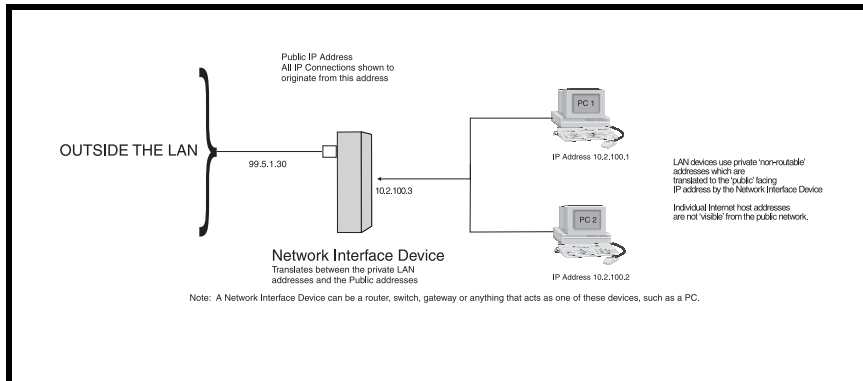 Public IP Address
All IP Connections shown to
originate from this address
OUTSIDE THE LAN
99.5.1.30
10.2.100.3
PC 1
IP Address 10.2,100.1
PC 2
IP Address 10.2.100.2
LAN devices use private 'non-routable'
addresses which are
translated to the 'public' facing
IP address by the Network Interface Device
Individual Internet host addresses
are not 'visible' from the public network.
Network Interface Device
Translates between the private LAN
addresses and the Public addresses
Note: A Network Interface Device can be a router, switch, gateway or anything that acts as one of these devices, such as a PC.